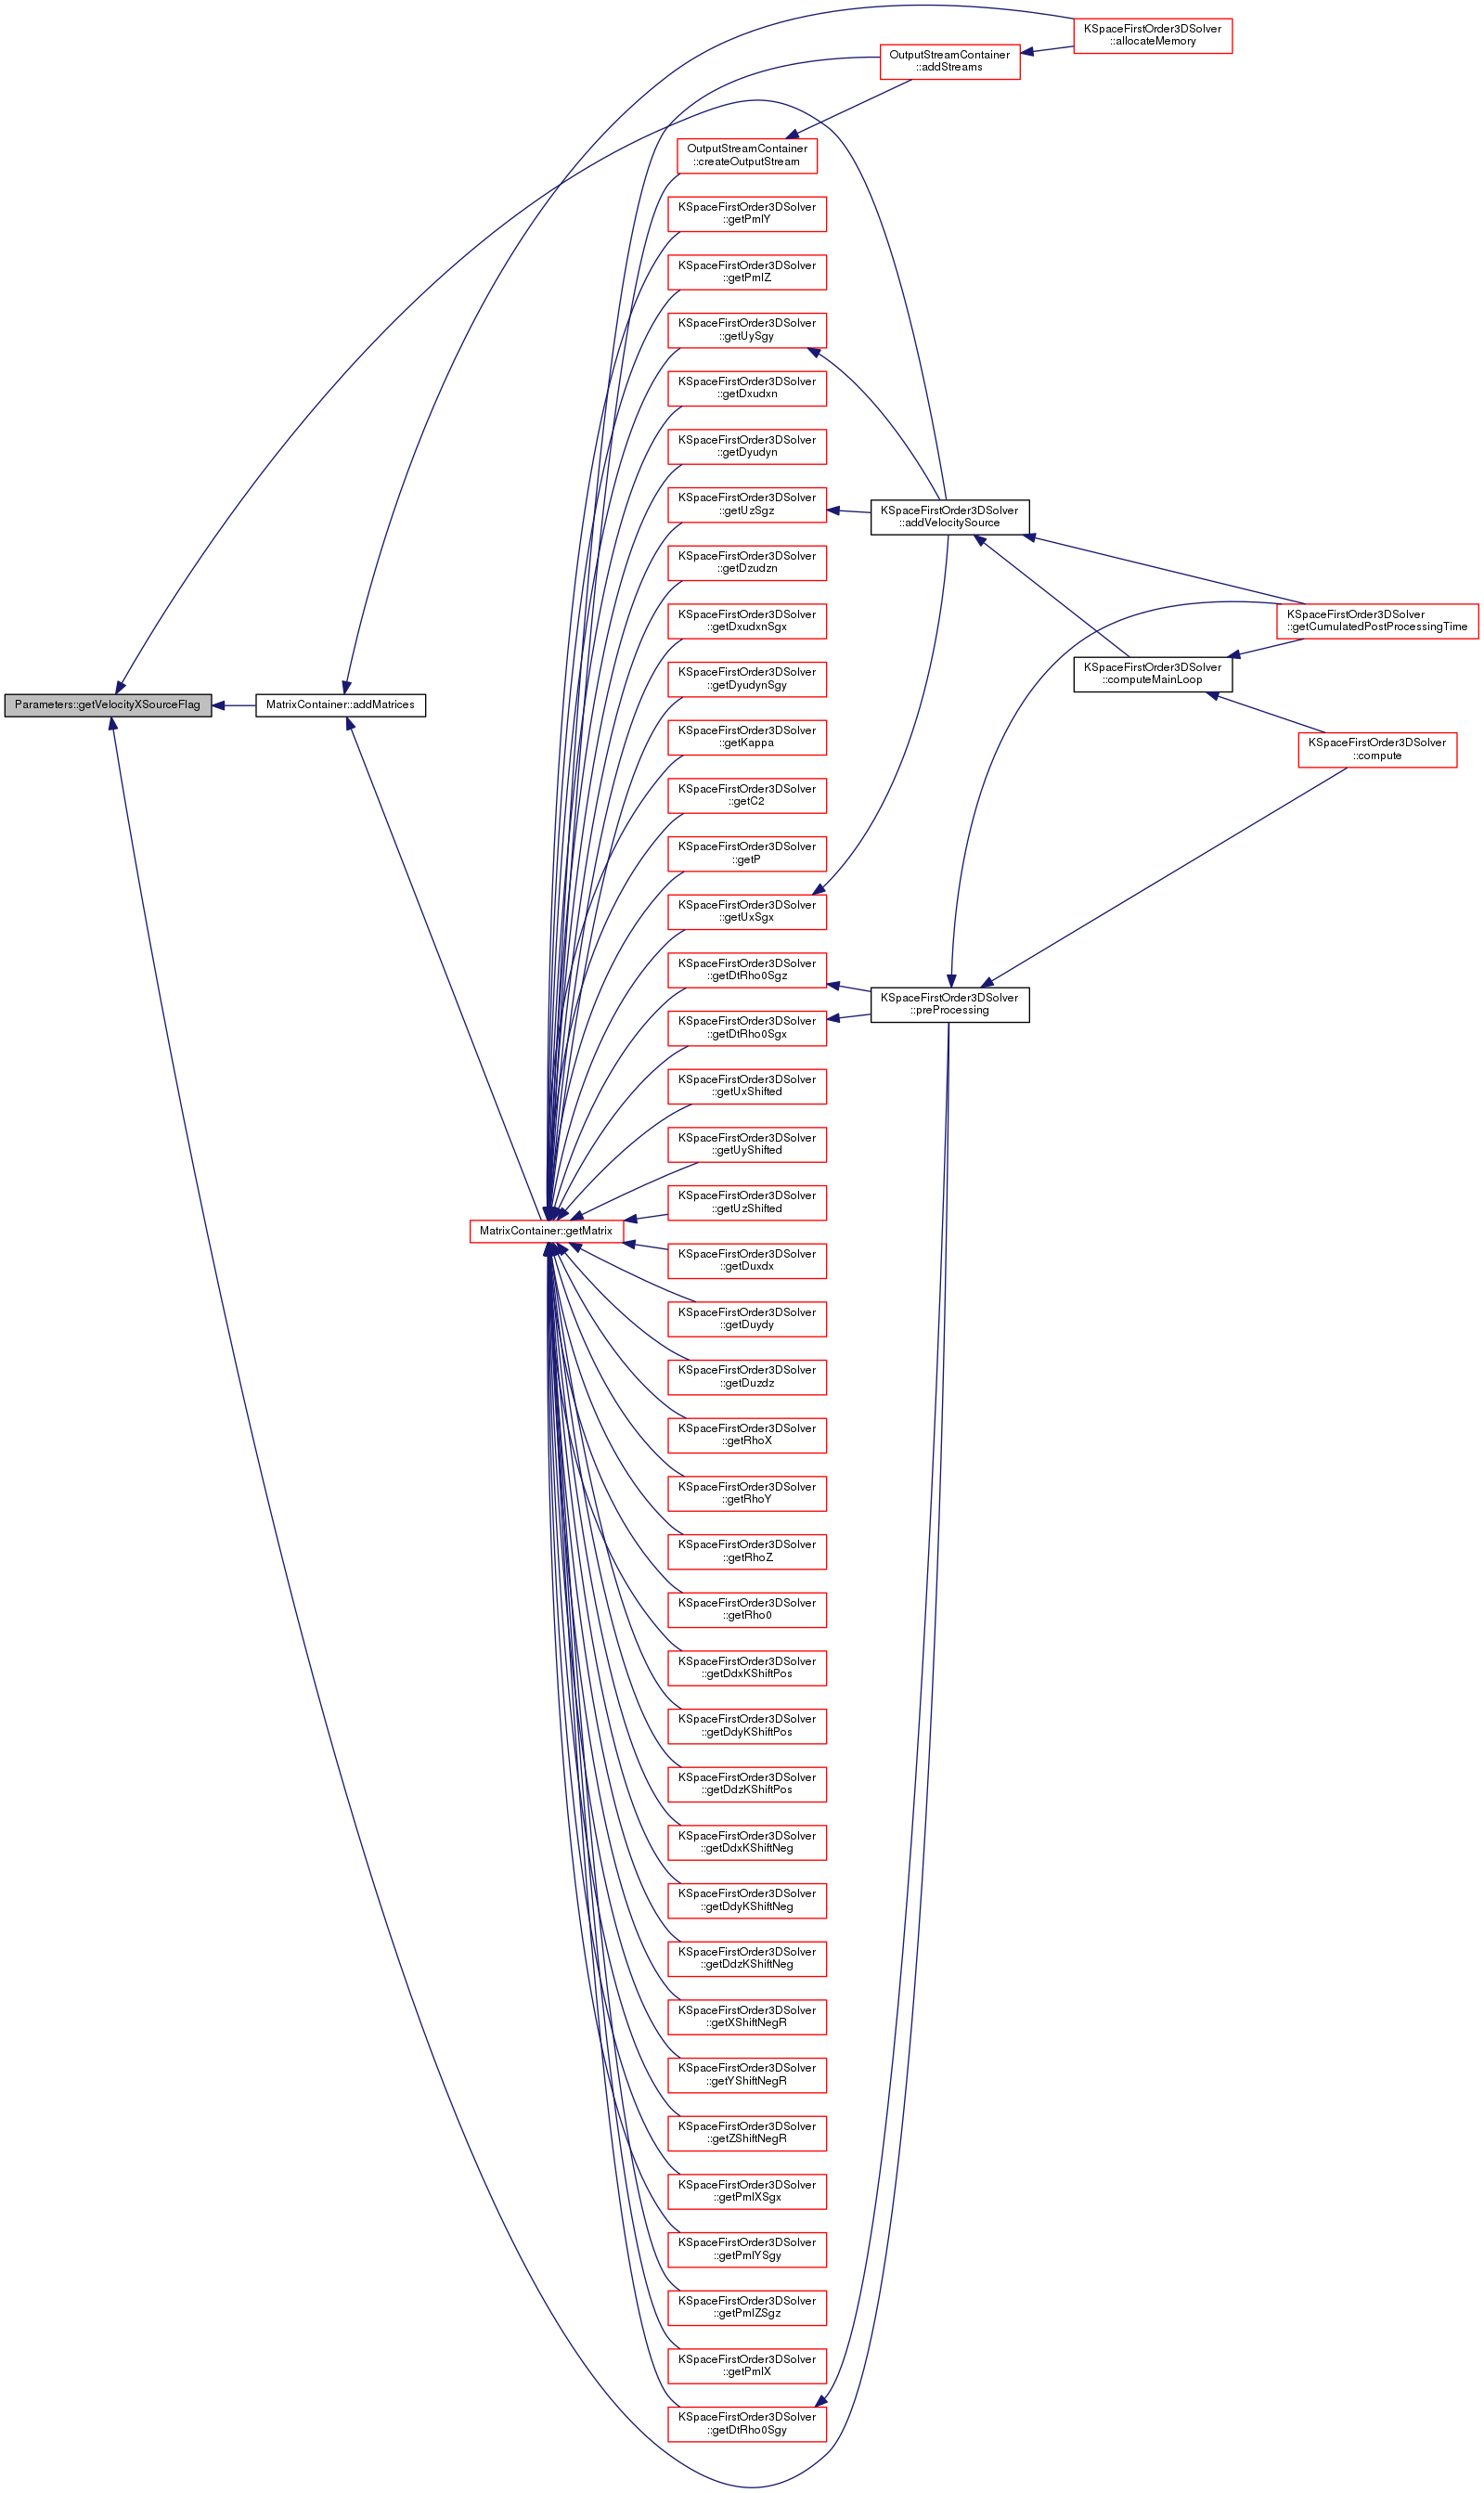 KSpaceFirstOrder3DSolver
::allocateMemory
OutputStreamContainer
::addStreams
OutputStreamContainer
::createOutputStream
KSpaceFirstOrder3DSolver
::getPmlY
KSpaceFirstOrder3DSolver
::getPmlZ
KSpaceFirstOrder3DSolver
::getUySgy
KSpaceFirstOrder3DSolver
::getDxudxn
KSpaceFirstOrder3DSolver
::getDyudyn
KSpaceFirstOrder3DSolver
::getUzSgz
KSpaceFirstOrder3DSolver
::addVelocitySource
KSpaceFirstOrder3DSolver
::getDzudzn
KSpaceFirstOrder3DSolver
::getDxudxnSgx
KSpaceFirstOrder3DSolver
::getCumulatedPostProcessingTime
KSpaceFirstOrder3DSolver
::getDyudynSgy
KSpaceFirstOrder3DSolver
::computeMainLoop
Parameters::getVelocityXSourceFlag
MatrixContainer::addMatrices
KSpaceFirstOrder3DSolver
::getKappa
KSpaceFirstOrder3DSolver
::compute
KSpaceFirstOrder3DSolver
::getC2
KSpaceFirstOrder3DSolver
::getP
KSpaceFirstOrder3DSolver
::getUxSgx
KSpaceFirstOrder3DSolver
::getDtRho0Sgz
KSpaceFirstOrder3DSolver
::preProcessing
KSpaceFirstOrder3DSolver
::getDtRho0Sgx
KSpaceFirstOrder3DSolver
::getUxShifted
KSpaceFirstOrder3DSolver
::getUyShifted
KSpaceFirstOrder3DSolver
::getUzShifted
MatrixContainer::getMatrix
KSpaceFirstOrder3DSolver
::getDuxdx
KSpaceFirstOrder3DSolver
::getDuydy
KSpaceFirstOrder3DSolver
::getDuzdz
KSpaceFirstOrder3DSolver
::getRhoX
KSpaceFirstOrder3DSolver
::getRhoY
KSpaceFirstOrder3DSolver
::getRhoZ
KSpaceFirstOrder3DSolver
::getRho0
KSpaceFirstOrder3DSolver
::getDdxKShiftPos
KSpaceFirstOrder3DSolver
::getDdyKShiftPos
KSpaceFirstOrder3DSolver
::getDdzKShiftPos
KSpaceFirstOrder3DSolver
::getDdxKShiftNeg
KSpaceFirstOrder3DSolver
::getDdyKShiftNeg
KSpaceFirstOrder3DSolver
::getDdzKShiftNeg
KSpaceFirstOrder3DSolver
::getXShiftNegR
KSpaceFirstOrder3DSolver
::getYShiftNegR
KSpaceFirstOrder3DSolver
::getZShiftNegR
KSpaceFirstOrder3DSolver
::getPmlXSgx
KSpaceFirstOrder3DSolver
::getPmlYSgy
KSpaceFirstOrder3DSolver
::getPmlZSgz
KSpaceFirstOrder3DSolver
::getPmlX
KSpaceFirstOrder3DSolver
::getDtRho0Sgy